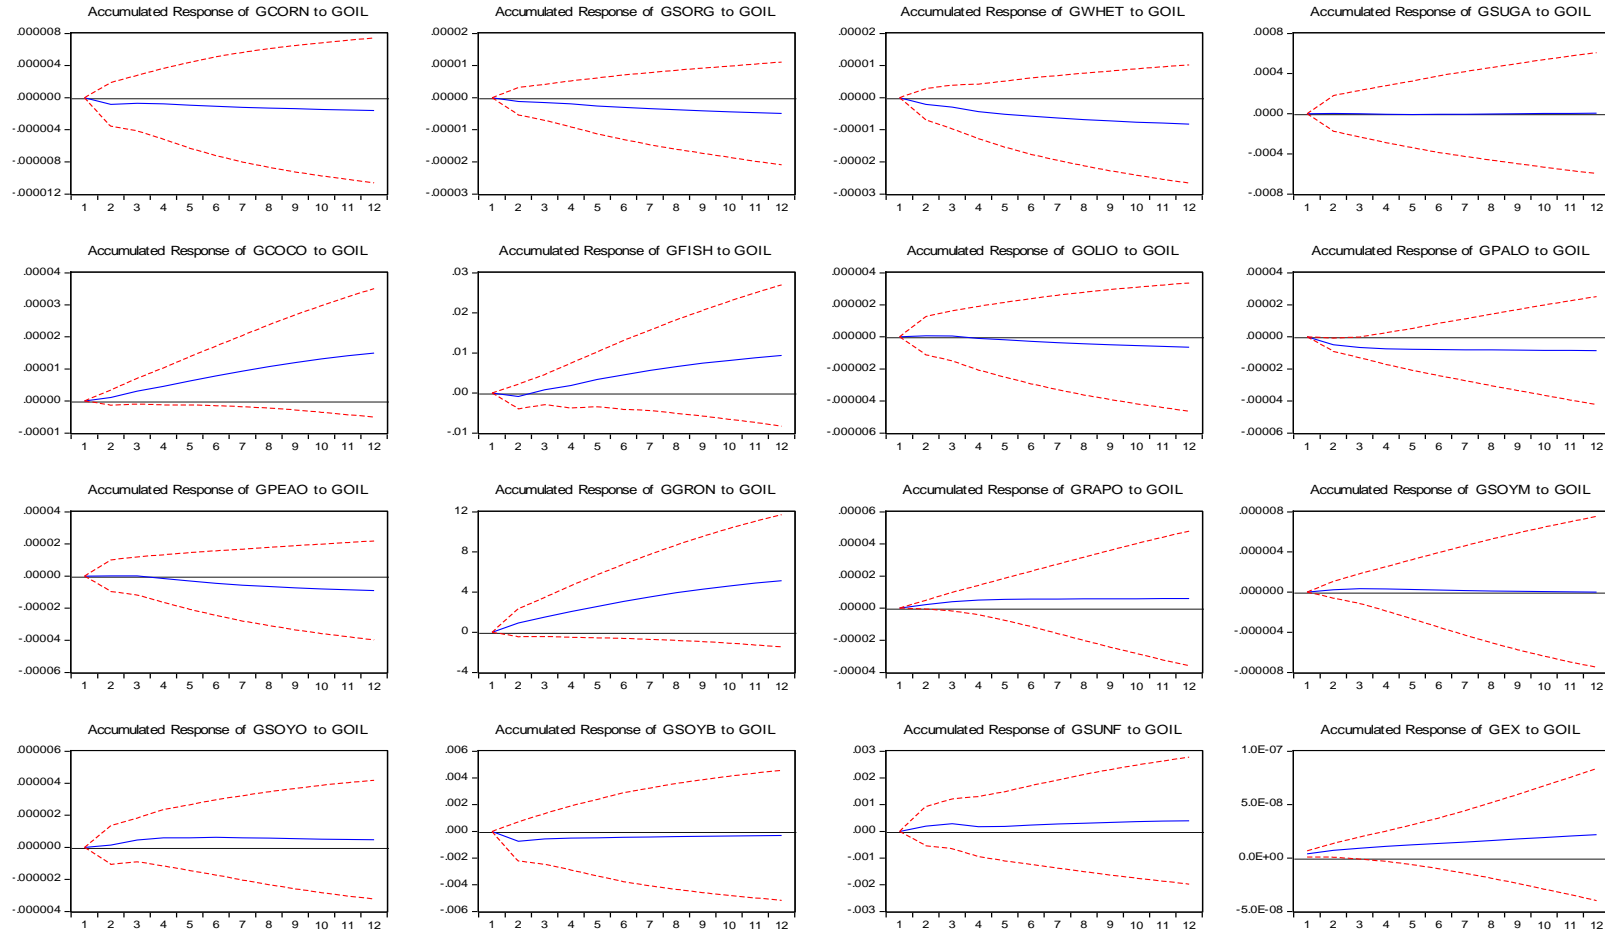 Accumulated Response of GCORN to GOIL
.000008
.000004
.000000
-.000004
-.000008
-.000012
1 2 3 4 5 6 7 8 9 10 11 12
Accumulated Response of GSORG to GOIL
.00002
.00001
.00000
-.00001
-.00002
-.00003
1 2 3 4 5 6 7 8 9 10 11 12
Accumulated Response of GWHET to GOIL
.00002
.00001
.00000
-.00001
-.00002
-.00003
1 2 3 4 5 6 7 8 9 10 11 12
Accumulated Response of GSUGA to GOIL
.0008
.0004
.0000
-.0004
-.0008
1 2 3 4 5 6 7 8 9 10 11 12
Accumulated Response of GCOCO to GOIL
.00004
.00003
.00002
.00001
.00000
-.00001
1 2 3 4 5 6 7 8 9 10 11 12
Accumulated Response of GFISH to GOIL
.03
.02
.01
.00
-.01
1 2 3 4 5 6 7 8 9 10 11 12
Accumulated Response of GOLIO to GOIL
.000004
.000002
.000000
-.000002
-.000004
-.000006
1 2 3 4 5 6 7 8 9 10 11 12
Accumulated Response of GPALO to GOIL
.00004
.00002
.00000
-.00002
-.00004
-.00006
1 2 3 4 5 6 7 8 9 10 11 12
Accumulated Response of GPEAO to GOIL
.00004
.00002
.00000
-.00002
-.00004
-.00006
1 2 3 4 5 6 7 8 9 10 11 12
Accumulated Response of GGRON to GOIL
12
8
4
0
-4
1 2 3 4 5 6 7 8 9 10 11 12
Accumulated Response of GRAPO to GOIL
.00006
.00004
.00002
.00000
-.00002
-.00004
1 2 3 4 5 6 7 8 9 10 11 12
Accumulated Response of GSOYM to GOIL
.000008
.000004
.000000
-.000004
-.000008
1 2 3 4 5 6 7 8 9 10 11 12
Accumulated Response of GSOYO to GOIL
.000006
.000004
.000002
.000000
-.000002
-.000004
1 2 3 4 5 6 7 8 9 10 11 12
Accumulated Response of GSOYB to GOIL
.006
.004
.002
.000
-.002
-.004
-.006
1 2 3 4 5 6 7 8 9 10 11 12
Accumulated Response of GSUNF to GOIL
.003
.002
.001
.000
-.001
-.002
-.003
1 2 3 4 5 6 7 8 9 10 11 12
Accumulated Response of GEX to GOIL
1.0E-07
5.0E-08
0.0E+00
-5.0E-08
1 2 3 4 5 6 7 8 9 10 11 12